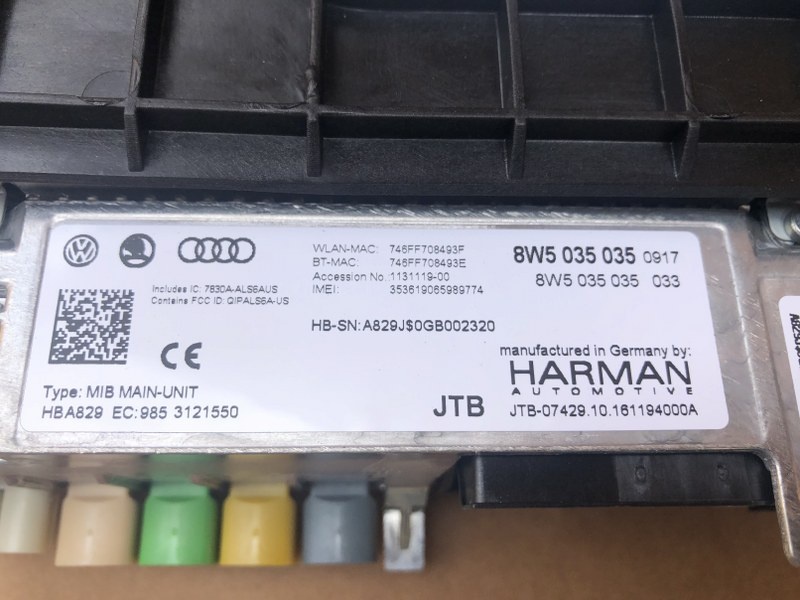 WLAN-MAC: 746FF708493F
BT-MAC: 746FF708493E
Accession No. 1131119-00
IMEI: 353619065989774
8W5 035 035 0917
8W5 035 035 033
Includes IC: 7830A-ALS6AUS
Contains FCC ID: QIPALS6A-US
HB-SN: A829J$0GB002320
CE
manufactured in Germany by:
HARMAN
AUTOMOTIVE
Type: MIB MAIN-UNIT
HBA829 EC: 985 3121550
JTB
JTB-07429.10.161194000A